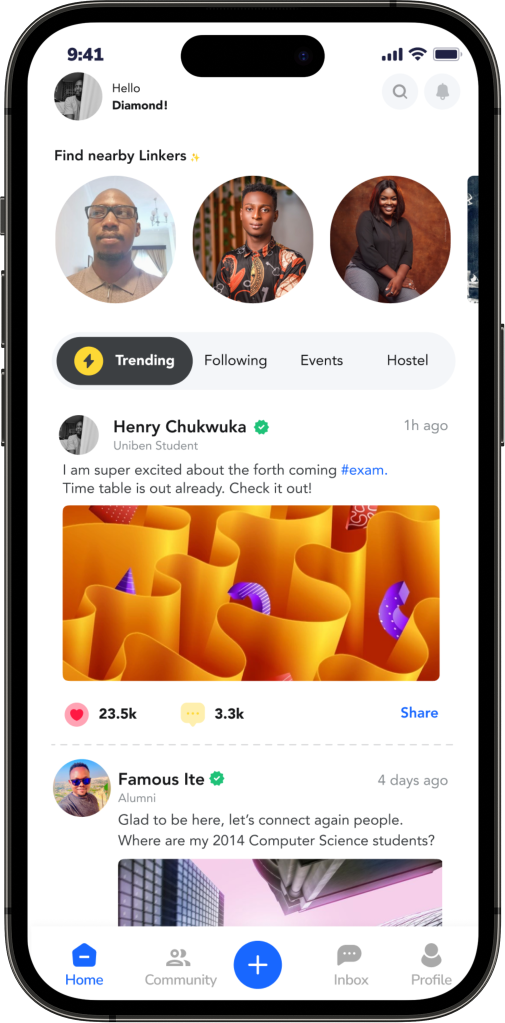 9:41
Hello
Diamond!
Find nearby Linkers ✨
Trending
Following
Events
Hostel
Henry Chukwuka
1h ago
Uniben Student
I am super excited about the forth coming #exam.
Time table is out already. Check it out!
23.5k
3.3k
Share
Famous Ite
4 days ago
Alumni
Glad to be here, let's connect again people.
Where are my 2014 Computer Science students?
Home
Community
Inbox
Profile